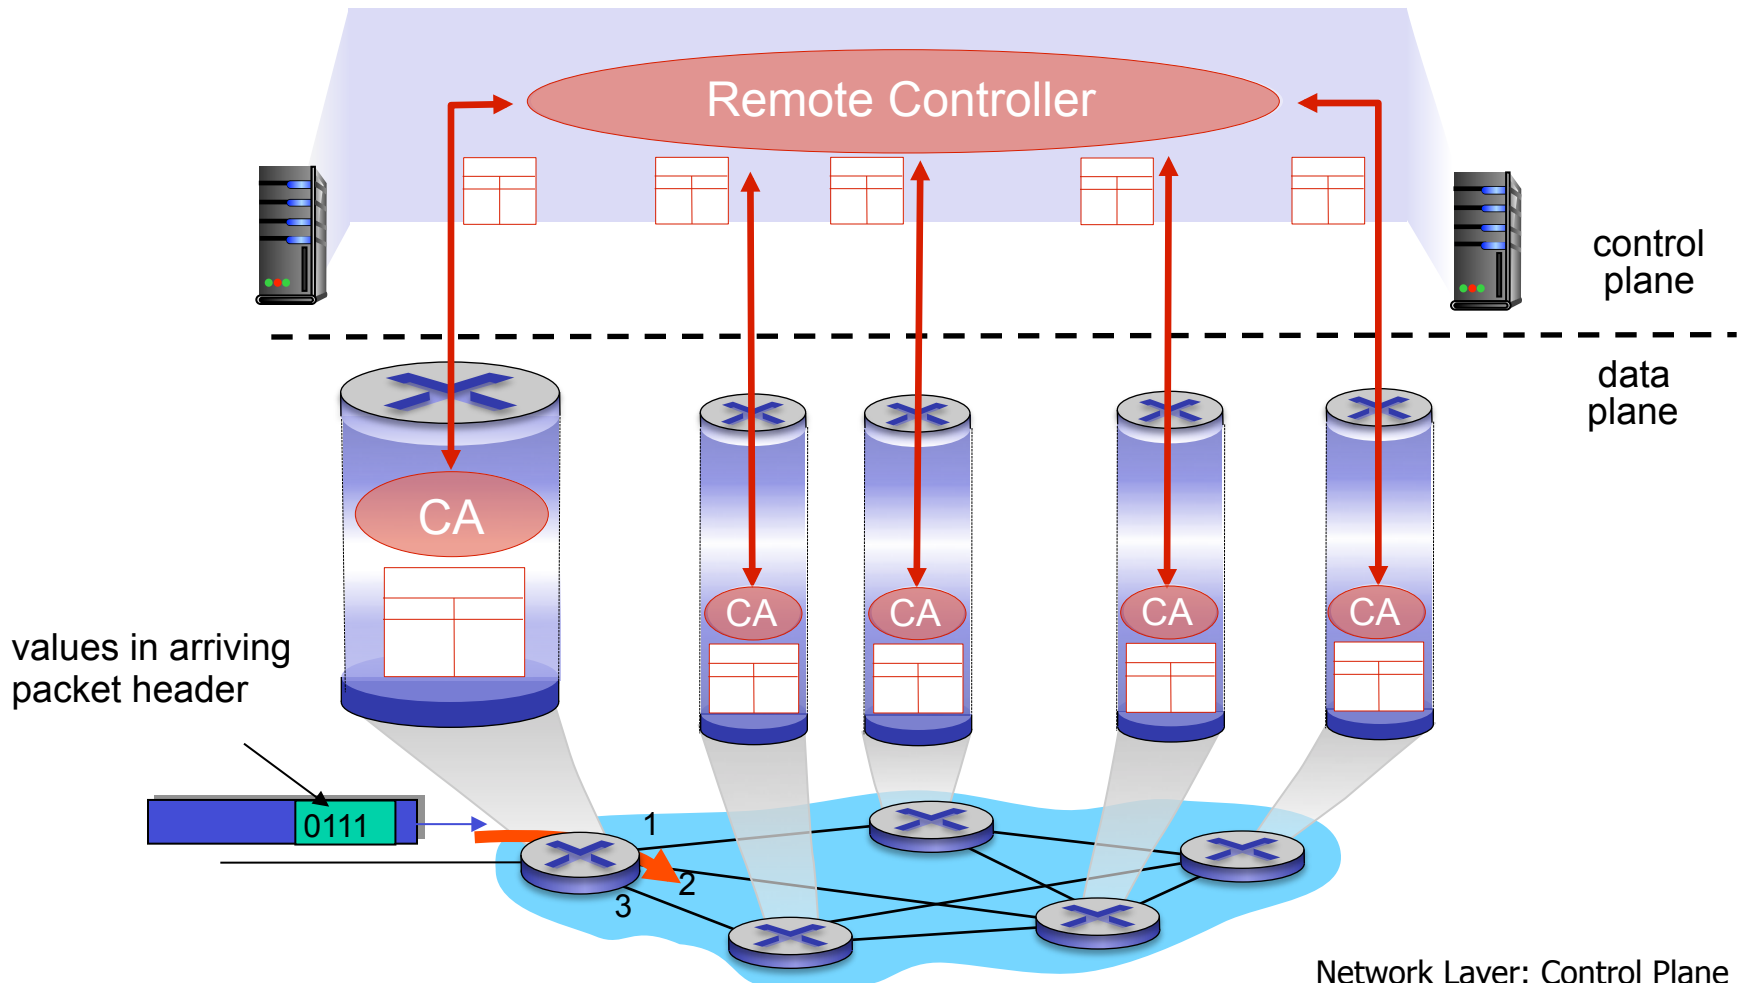 Remote Controller
control
plane
data
plane
CA
CA
CA
CA
CA
values in arriving
packet header
0111
1
2
3
Network Layer: Control Plane